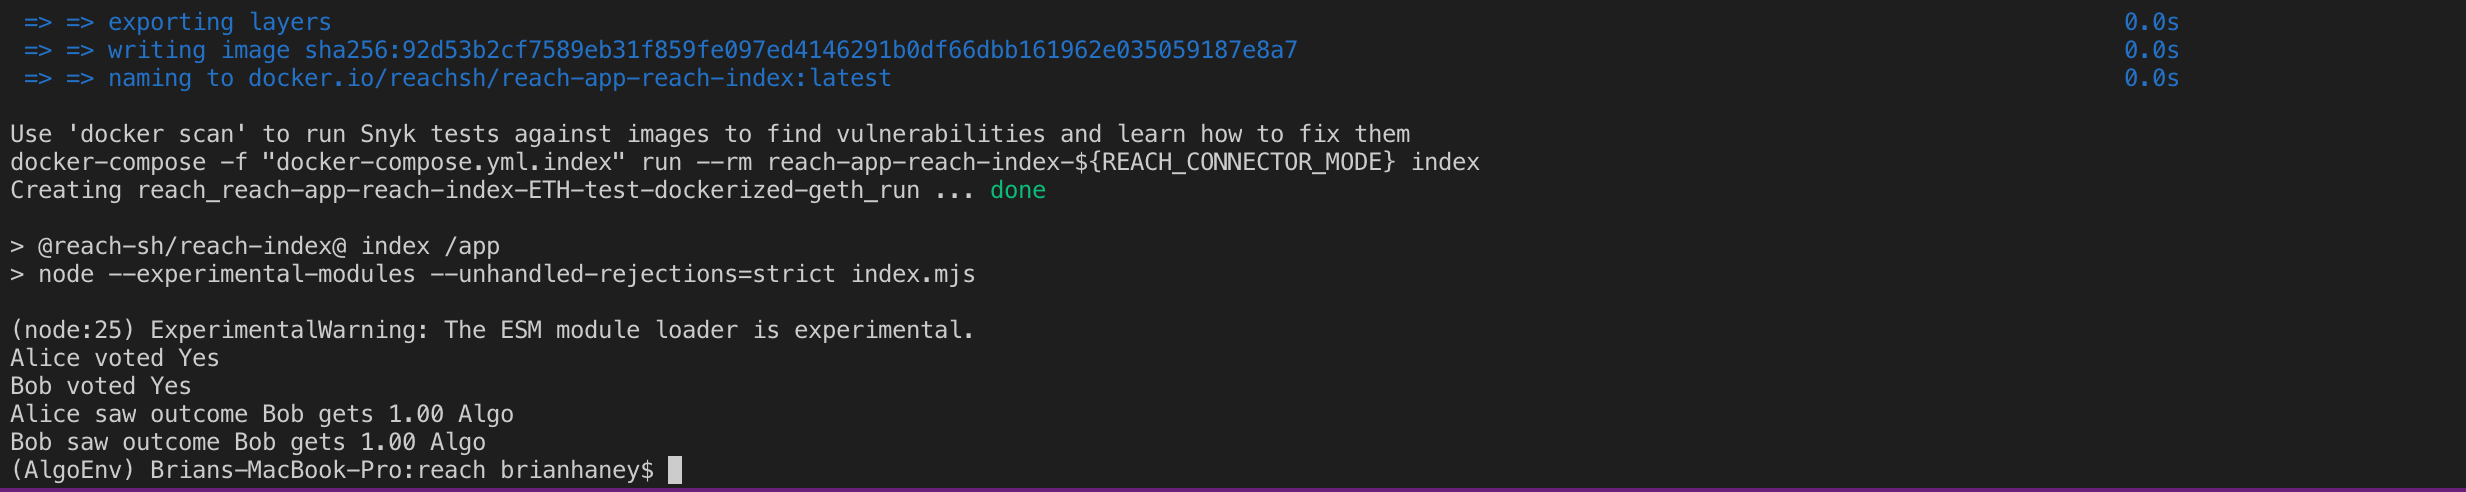 => => exporting layers 0.0s
=> => writing image sha256:92d53b2cf7589eb31f859fe097ed4146291b0df66dbb161962e035059187e8a7 0.0s
=> => naming to docker.io/reachsh/reach-app-reach-index:latest 0.0s
Use 'docker scan' to run Snyk tests against images to find vulnerabilities and learn how to fix them
docker-compose -f "docker-compose.yml.index" run --rm reach-app-reach-index-${REACH_CONNECTOR_MODE} index
Creating reach_reach-app-reach-index-ETH-test-dockerized-geth_run ... done
> @reach-sh/reach-index@ index /app
> node --experimental-modules --unhandled-rejections=strict index.mjs
(node:25) ExperimentalWarning: The ESM module loader is experimental.
Alice voted Yes
Bob voted Yes
Alice saw outcome Bob gets 1.00 Algo
Bob saw outcome Bob gets 1.00 Algo
(AlgoEnv) Brians-MacBook-Pro:reach brianhaney$